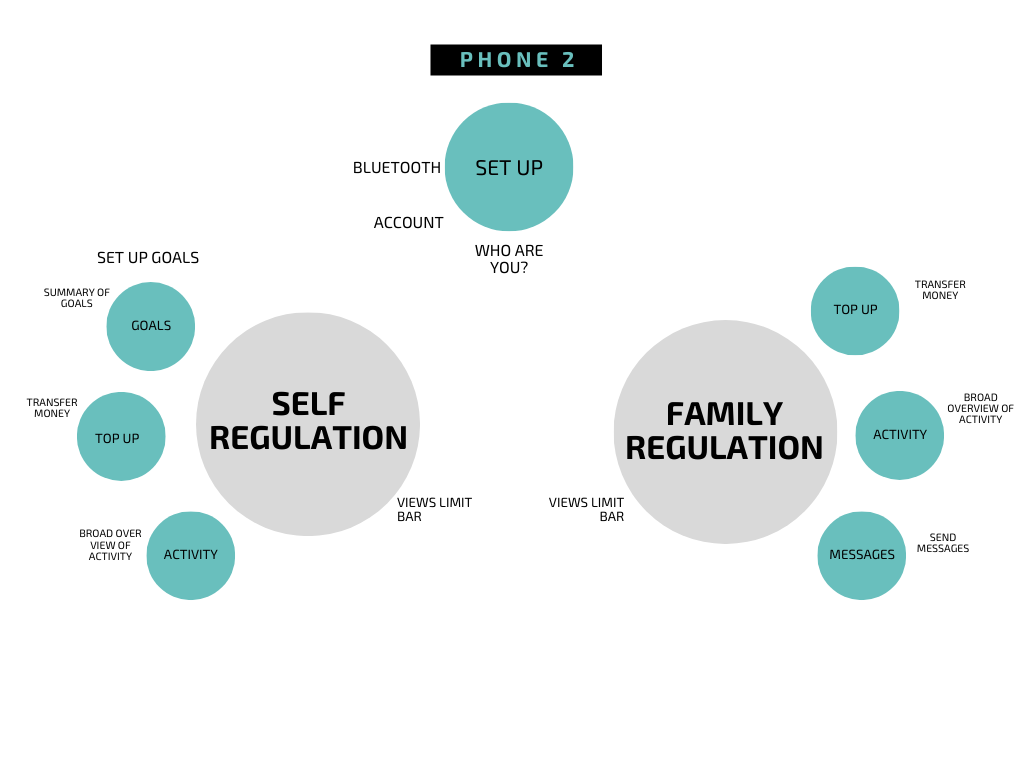 PHONE 2
SET UP
BLUETOOTH
ACCOUNT
WHO ARE
YOU?
SET UP GOALS
SUMMARY OF
GOALS
GOALS
TRANSFER
MONEY
TOP UP
BROAD OVER
VIEW OF
ACTIVITY
ACTIVITY
SELF
REGULATION
VIEWS LIMIT
BAR
FAMILY
REGULATION
VIEWS LIMIT
BAR
TOP UP
TRANSFER
MONEY
ACTIVITY
BROAD
OVERVIEW OF
ACTIVITY
MESSAGES
SEND
MESSAGES